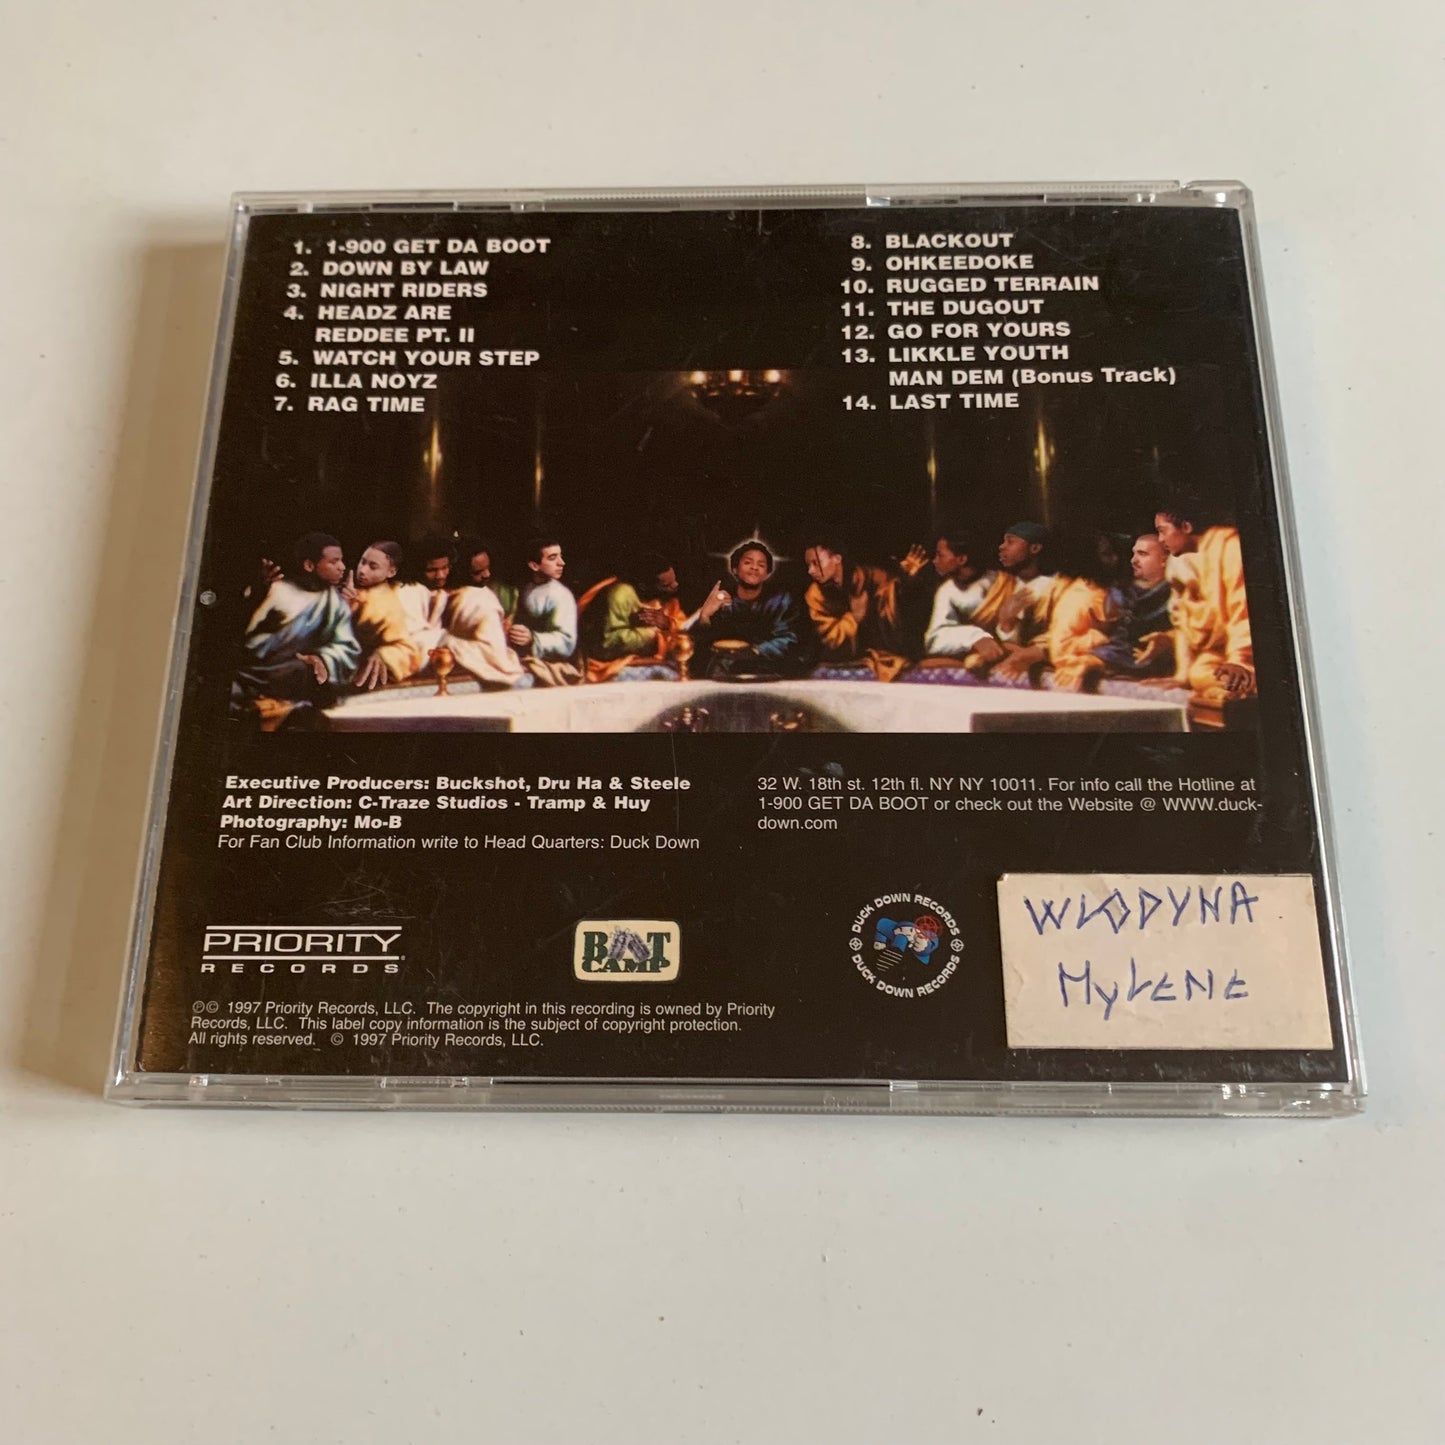 1. 1-900 GET DA BOOT
2. DOWN BY LAW
3. NIGHT RIDERS
4. HEADZ ARE
REDDEE PT. II
5. WATCH YOUR STEP
6. ILLA NOYZ
7. RAG TIME
8. BLACKOUT
9. OHKEEDOKE
10. RUGGED TERRAIN
11. THE DUGOUT
12. GO FOR YOURS
13. LIKKLE YOUTH
MAN DEM (Bonus Track)
14. LAST TIME
Executive Producers: Buckshot, Dru Ha & Steele
Art Direction: C-Traze Studios - Tramp & Huy
Photography: Mo-B
For Fan Club Information write to Head Quarters: Duck Down
32 W. 18th st. 12th fl. NY NY 10011. For info call the Hotline at
1-900 GET DA BOOT or check out the Website @ WWW.duck-
down.com
PRIORITY
RECORDS
BOOT
CAMP
DUCK DOWN RECORDS
DUCK DOWN RECORDS
WLODYNA
MyLENE
℗© 1997 Priority Records, LLC. The copyright in this recording is owned by Priority
Records, LLC. This label copy information is the subject of copyright protection.
All rights reserved. © 1997 Priority Records, LLC.